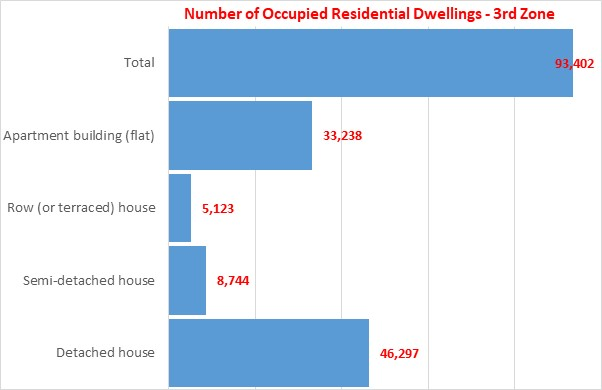 Number of Occupied Residential Dwellings - 3rd Zone
Total
93,402
Apartment building (flat)
33,238
Row (or terraced) house
5,123
Semi-detached house
8,744
Detached house
46,297